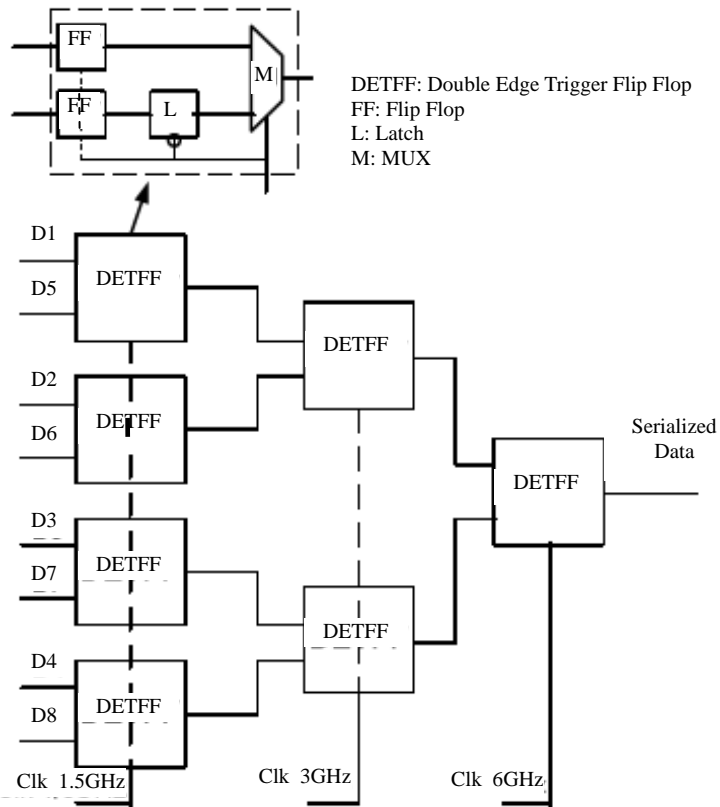 FF
FF
L
M
DETFF: Double Edge Trigger Flip Flop
FF: Flip Flop
L: Latch
M: MUX
D1
D5
DETFF
D2
D6
DETFF
D3
D7
DETFF
D4
D8
DETFF
DETFF
DETFF
DETFF
Serialized
Data
Clk 1.5GHz
Clk 3GHz
Clk 6GHz